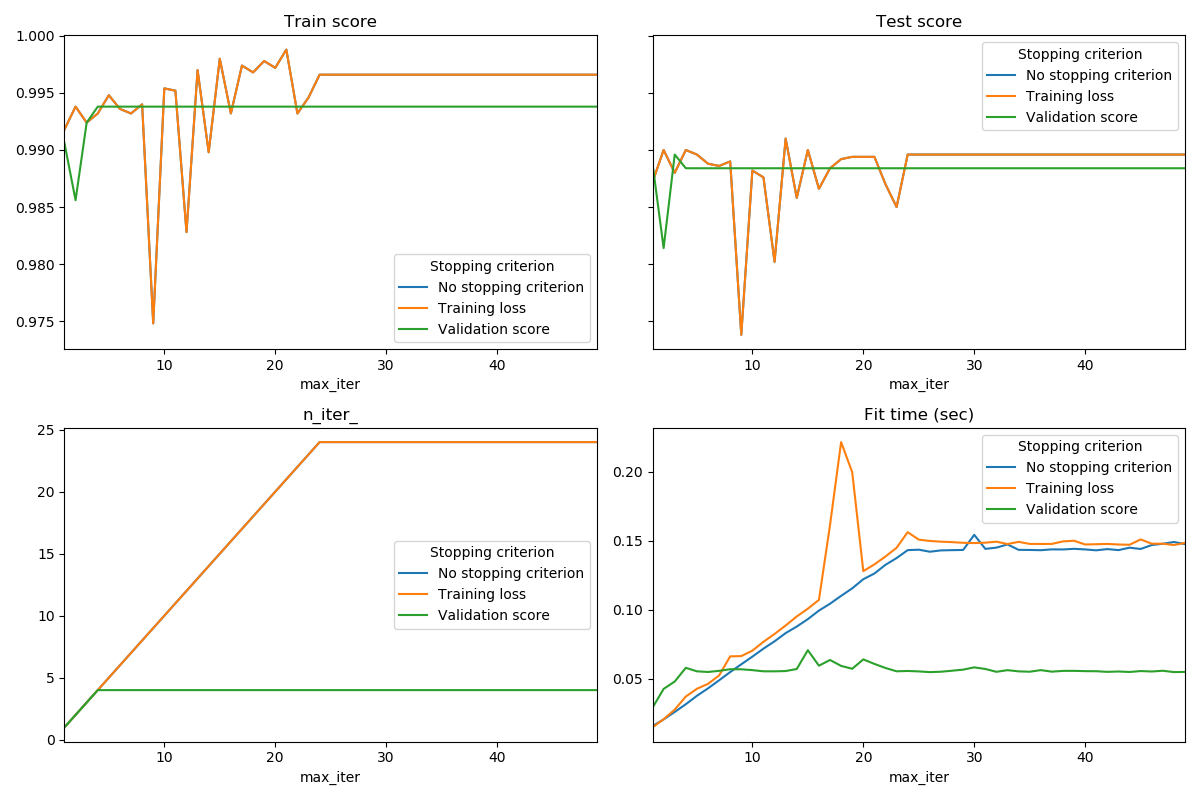 Train score
1.000
0.995
0.990
0.985
0.980
0.975
Stopping criterion
No stopping criterion
Training loss
Validation score
10 20 30 40
max_iter
Test score
Stopping criterion
No stopping criterion
Training loss
Validation score
10 20 30 40
max_iter
n_iter_
25
20
15
10
5
0
Stopping criterion
No stopping criterion
Training loss
Validation score
10 20 30 40
max_iter
Fit time (sec)
Stopping criterion
No stopping criterion
Training loss
Validation score
0.20
0.15
0.10
0.05
10 20 30 40
max_iter